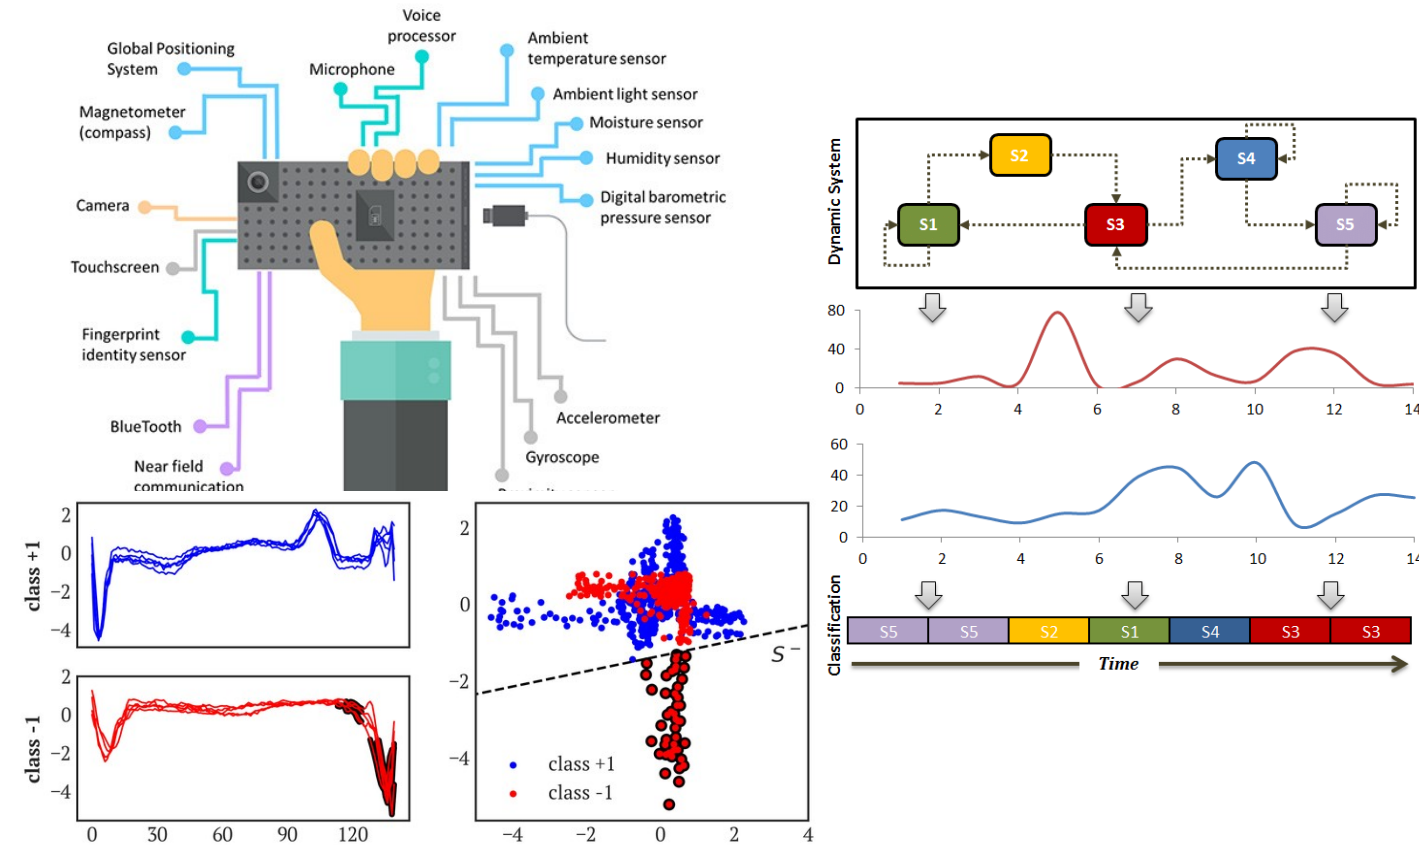 Voice
processor
Global Positioning
System
Microphone
Ambient
temperature sensor
Magnetometer
(compass)
Ambient light sensor
Moisture sensor
Humidity sensor
Camera
Digital barometric
pressure sensor
Touchscreen
Fingerprint
identity sensor
BlueTooth
Accelerometer
Near field
communication
Gyroscope
Dynamic System
S2
S4
S1
S3
S5
80
40
0
0 2 4 6 8 10 12 14
60
40
20
0
0 2 4 6 8 10 12 14
Classification
S5 S5 S2 S1 S4 S3 S3
Time
class +1
2
0
−2
−4
class -1
2
0
−2
−4
0 30 60 90 120
2
0
−2
−4
S−
class +1
class -1
−4 −2 0 2 4